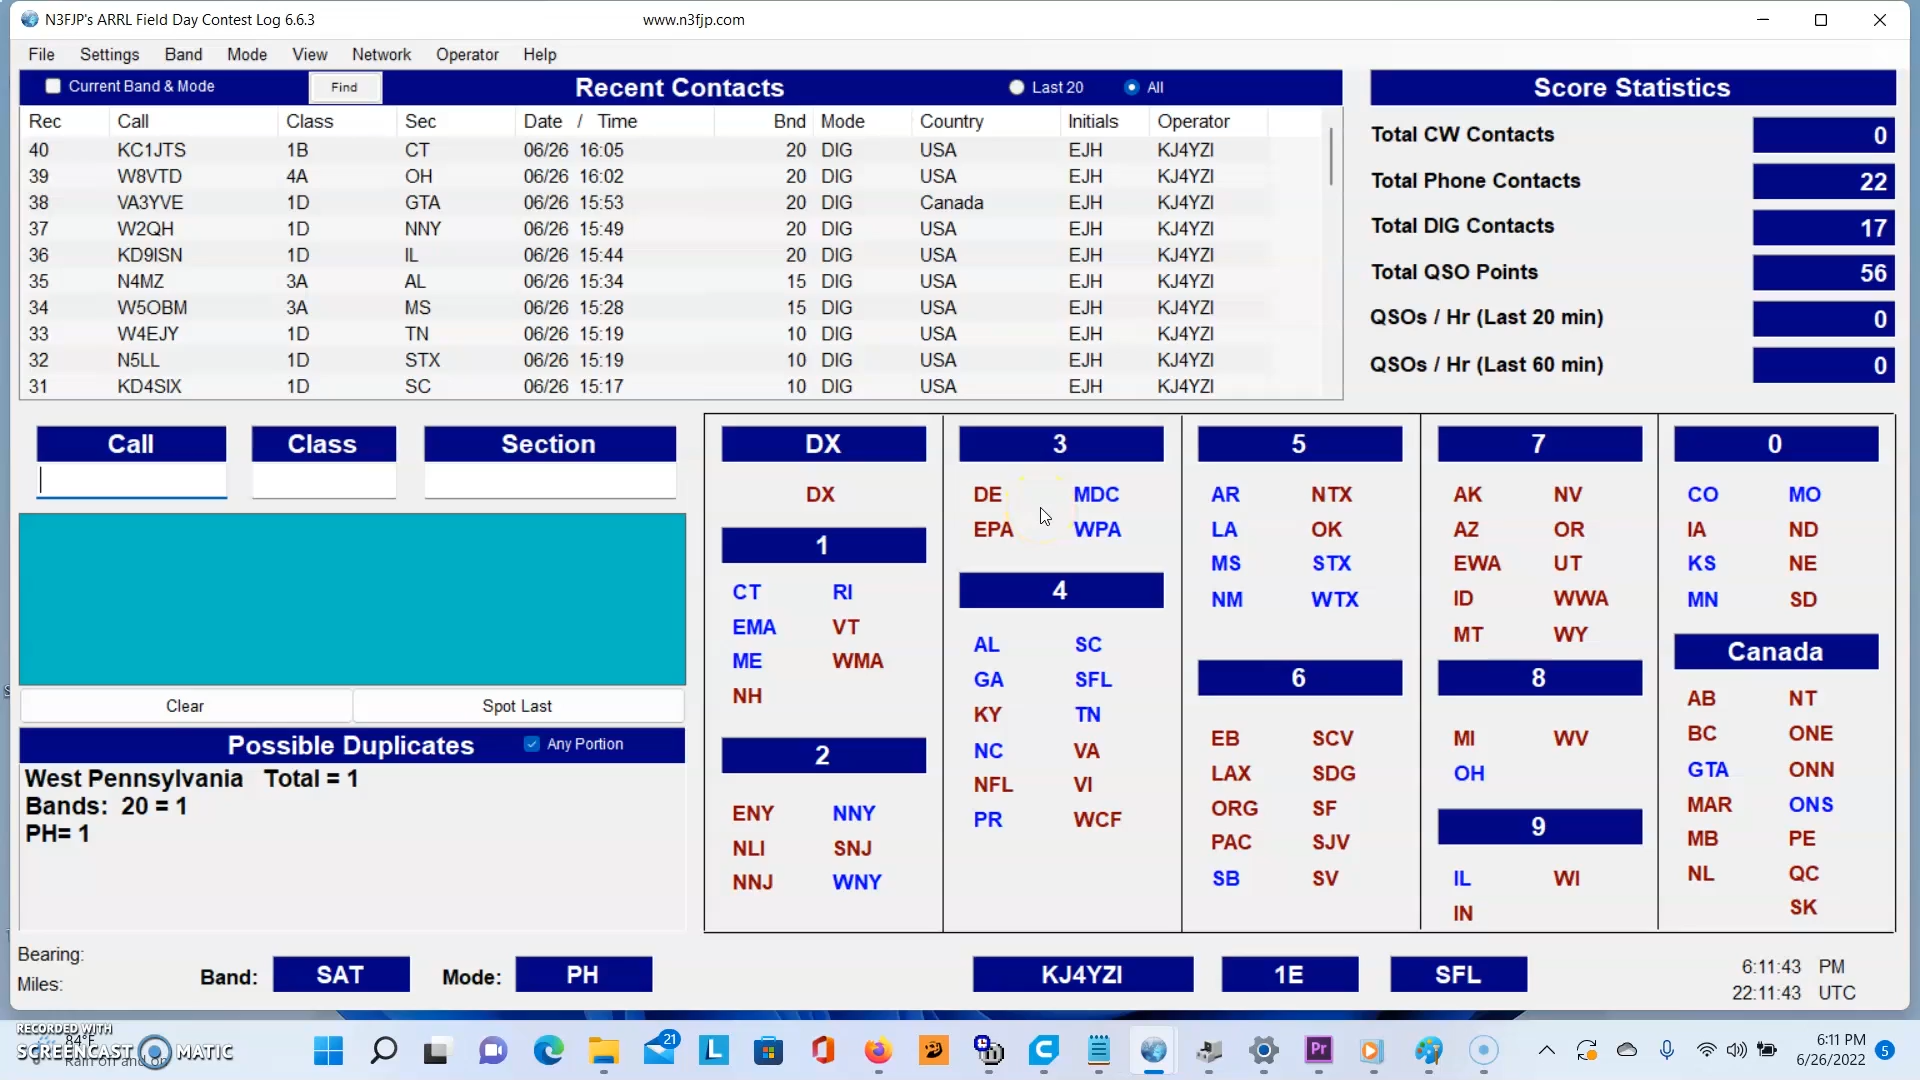 N3FJP's ARRL Field Day Contest Log 6.6.3 www.n3fjp.com
File Settings Band Mode View Network Operator Help
Current Band & Mode Find Recent Contacts Last 20 All
Rec Call Class Sec Date / Time Bnd Mode Country Initials Operator
40 KC1JTS 1B CT 06/26 16:05 20 DIG USA EJH KJ4YZI
39 W8VTD 4A OH 06/26 16:02 20 DIG USA EJH KJ4YZI
38 VA3YVE 1D GTA 06/26 15:53 20 DIG Canada EJH KJ4YZI
37 W2QH 1D NNY 06/26 15:49 20 DIG USA EJH KJ4YZI
36 KD9ISN 1D IL 06/26 15:44 20 DIG USA EJH KJ4YZI
35 N4MZ 3A AL 06/26 15:34 15 DIG USA EJH KJ4YZI
34 W5OBM 3A MS 06/26 15:28 15 DIG USA EJH KJ4YZI
33 W4EJY 1D TN 06/26 15:19 10 DIG USA EJH KJ4YZI
32 N5LL 1D STX 06/26 15:19 10 DIG USA EJH KJ4YZI
31 KD4SIX 1D SC 06/26 15:17 10 DIG USA EJH KJ4YZI
Score Statistics
Total CW Contacts 0
Total Phone Contacts 22
Total DIG Contacts 17
Total QSO Points 56
QSOs / Hr (Last 20 min) 0
QSOs / Hr (Last 60 min) 0
Call Class Section
Clear Spot Last
Possible Duplicates Any Portion
West Pennsylvania Total = 1
Bands: 20 = 1
PH= 1
DX
DX
1
CT RI
EMA VT
ME WMA
NH
2
ENY NNY
NLI SNJ
NNJ WNY
3
DE MDC
EPA WPA
4
AL SC
GA SFL
KY TN
NC VA
NFL VI
PR WCF
5
AR NTX
LA OK
MS STX
NM WTX
6
EB SCV
LAX SDG
ORG SF
PAC SJV
SB SV
7
AK NV
AZ OR
EWA UT
ID WWA
MT WY
8
MI WV
OH
9
IL WI
IN
0
CO MO
IA ND
KS NE
MN SD
Canada
AB NT
BC ONE
GTA ONN
MAR ONS
MB PE
NL QC
SK
Bearing:
Miles:
Band: SAT Mode: PH KJ4YZI 1E SFL
6:11:43 PM
22:11:43 UTC
RECORDED WITH
SCREENCAST MATIC
84°F
Rain off and on
21
L
Pr
6:11 PM
6/26/2022
5